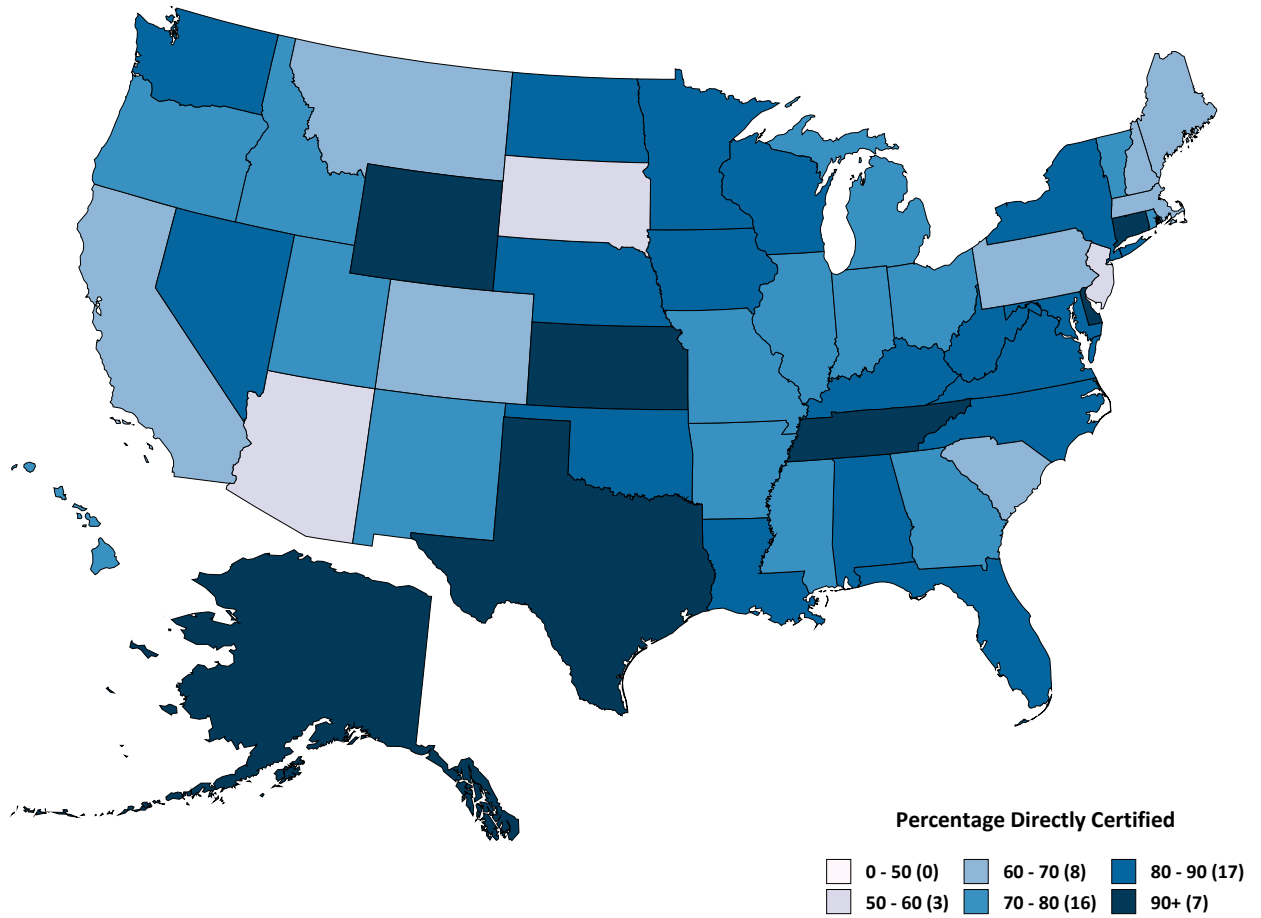 Percentage Directly Certified
0 - 50 (0) 60 - 70 (8) 80 - 90 (17)
50 - 60 (3) 70 - 80 (16) 90+ (7)